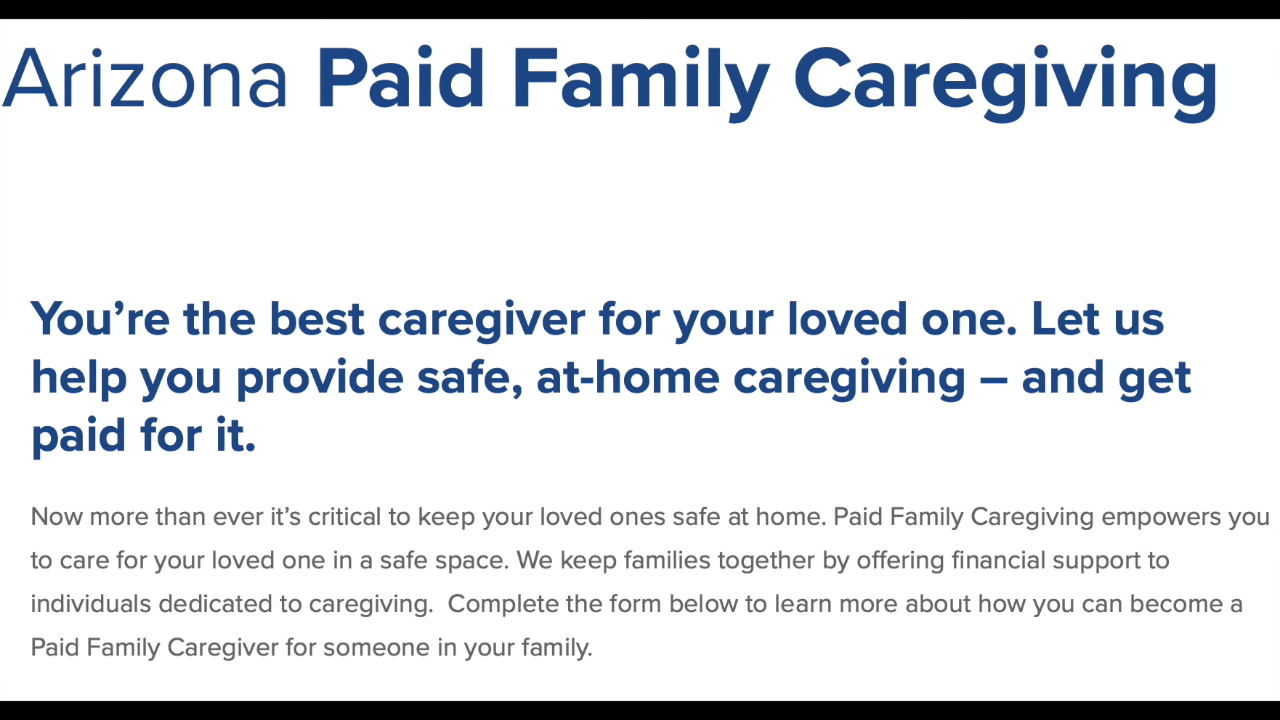 Arizona Paid Family Caregiving
You’re the best caregiver for your loved one. Let us
help you provide safe, at-home caregiving – and get
paid for it.
Now more than ever it’s critical to keep your loved ones safe at home. Paid Family Caregiving empowers you
to care for your loved one in a safe space. We keep families together by offering financial support to
individuals dedicated to caregiving.  Complete the form below to learn more about how you can become a
Paid Family Caregiver for someone in your family.